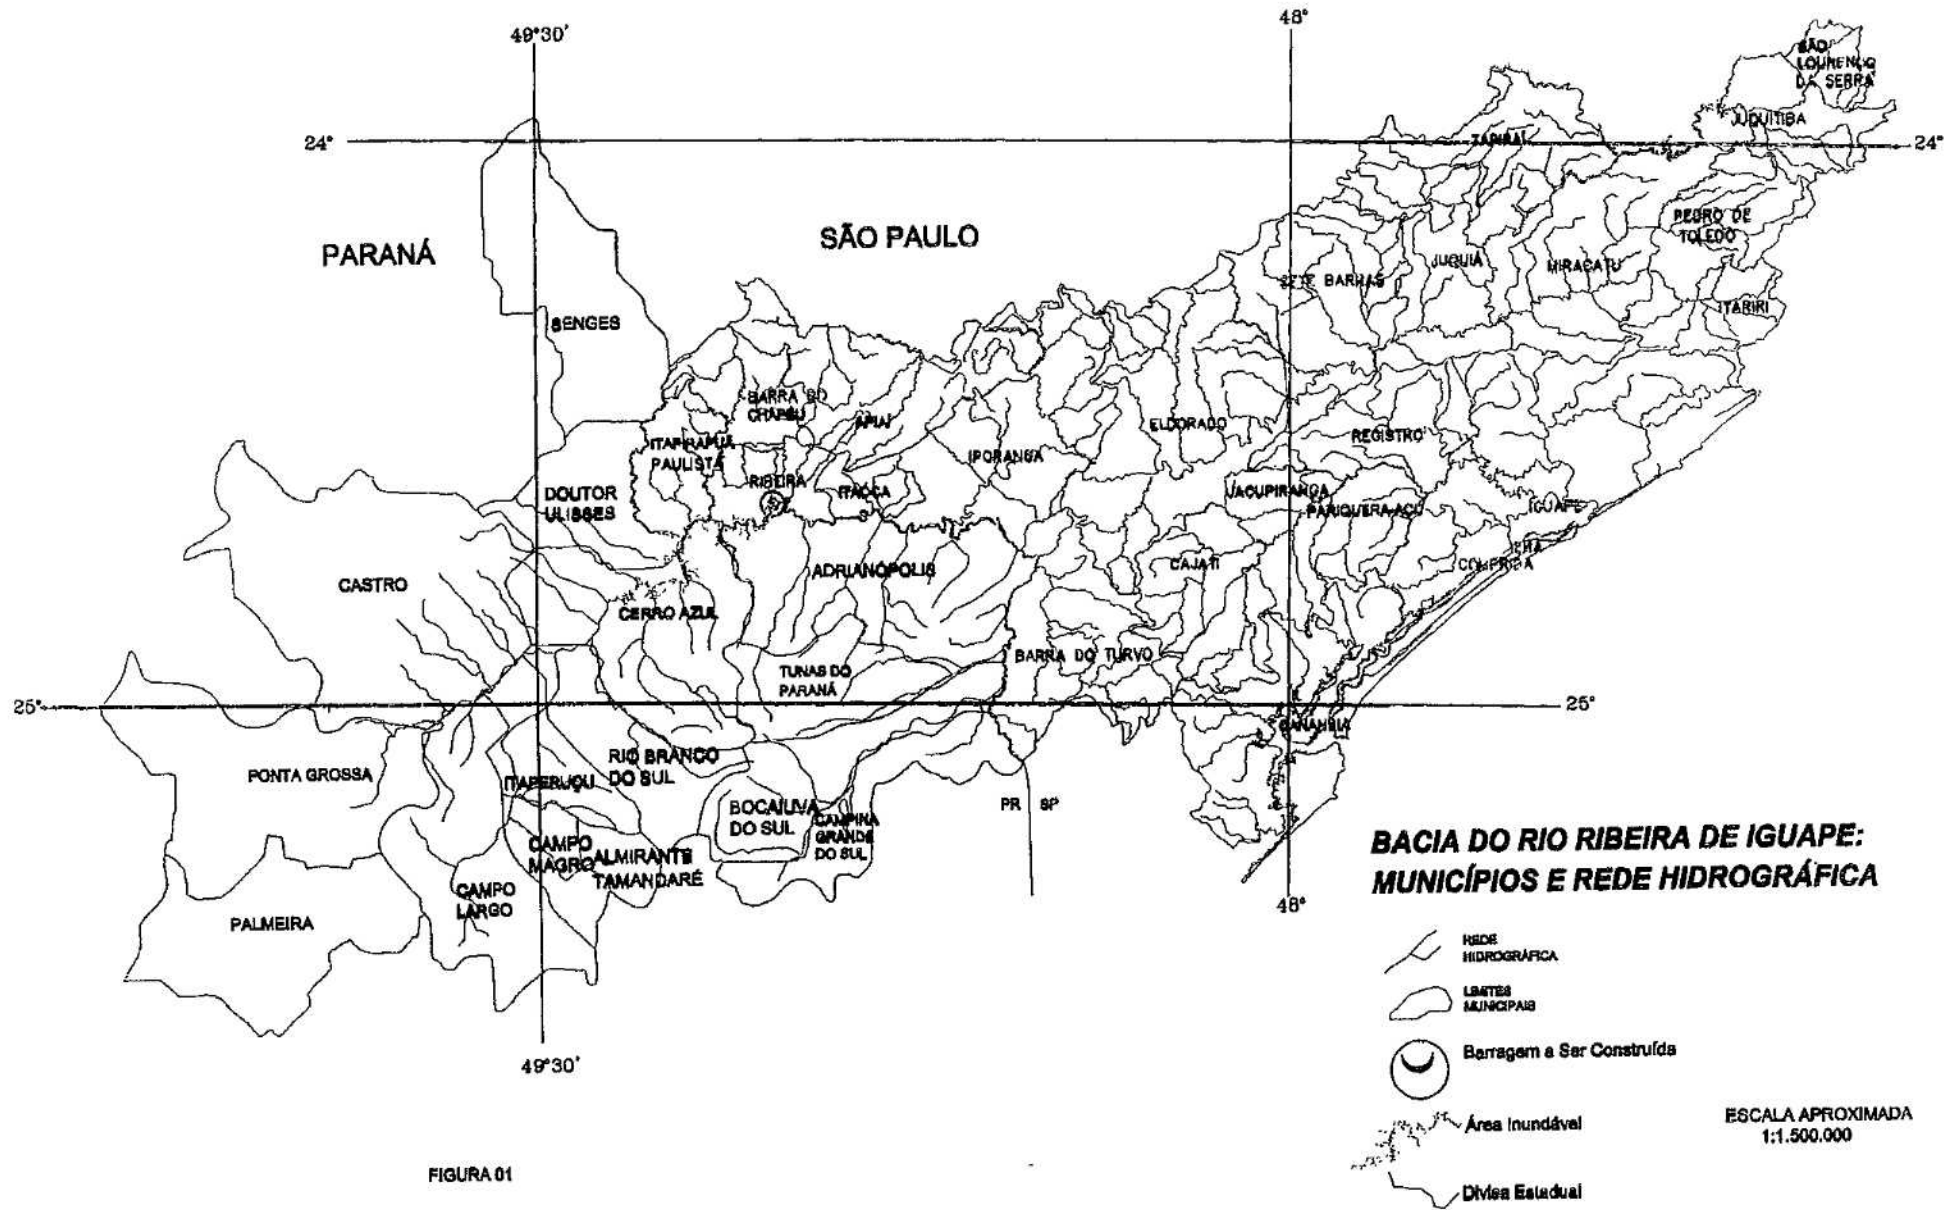 48°
49°30'
SÃO
LOURENÇO
DA SERRA
JUQUITIBA
24°
TAPIRAÍ
24°
PEDRO DE
TOLEDO
SÃO PAULO
PARANÁ
JUQUIÁ
MIRACATU
SETE BARRAS
ITARIRI
SENGES
BARRA DO
CHAPÉU
APIAÍ
ELDORADO
REGISTRO
ITAPIRAPUÃ
PAULISTA
IPORANGA
RIBEIRA
ITAÓCA
JACUPIRANGA
DOUTOR
ULISSES
PARIQUERA-AÇU
IGUAPE
ILHA
COMPRIDA
CAJATI
ADRIANÓPOLIS
CASTRO
CERRO AZUL
BARRA DO TURVO
TUNAS DO
PARANÁ
25°
25°
CANANÉIA
RIO BRANCO
DO SUL
PONTA GROSSA
ITAPERUÇU
PR SP
BOCAIUVA
DO SUL
CAMPINA
GRANDE
DO SUL
CAMPO
MAGRO
ALMIRANTE
TAMANDARÉ
CAMPO
LARGO
PALMEIRA
48°
49°30'
BACIA DO RIO RIBEIRA DE IGUAPE:
MUNICÍPIOS E REDE HIDROGRÁFICA
REDE
HIDROGRÁFICA
LIMITES
MUNICIPAIS
Barragem a Ser Construída
Área Inundável
Divisa Estadual
ESCALA APROXIMADA
1:1.500.000
FIGURA 01